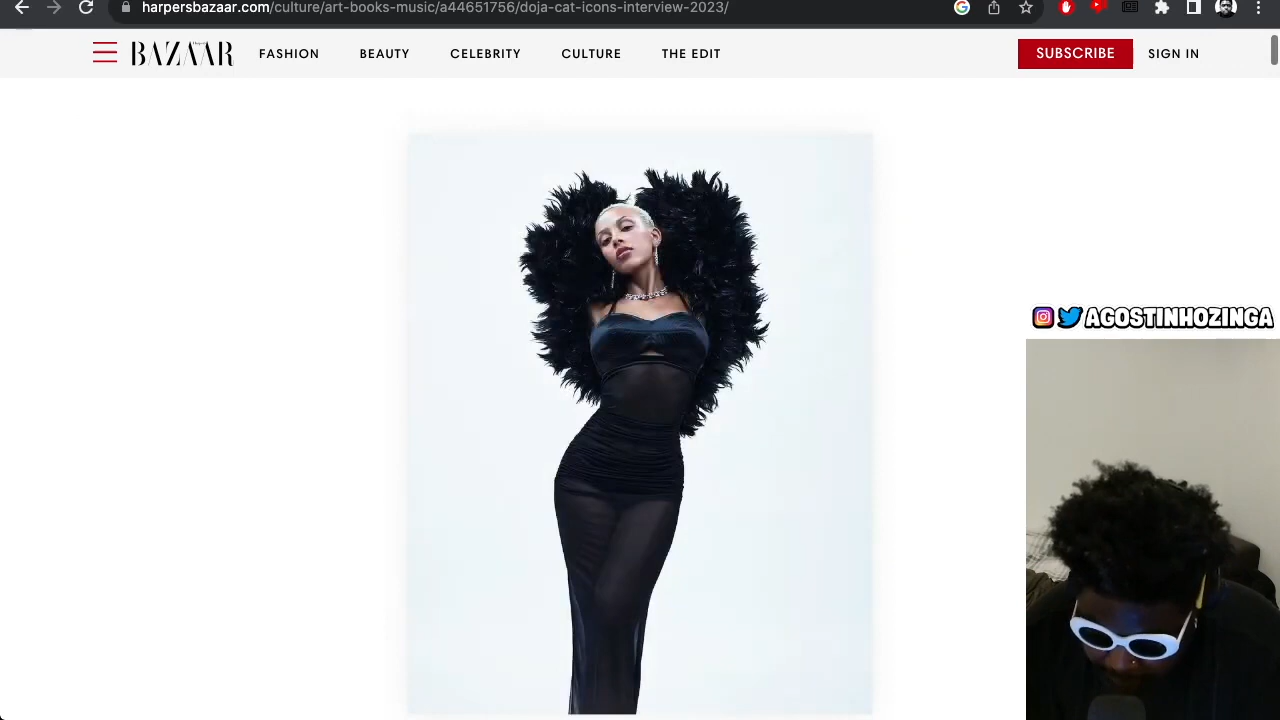 harpersbazaar.com/culture/art-books-music/a44651756/doja-cat-icons-interview-2023/
BAZAAR FASHION BEAUTY CELEBRITY CULTURE THE EDIT SUBSCRIBE SIGN IN
AGOSTINHOZINGA